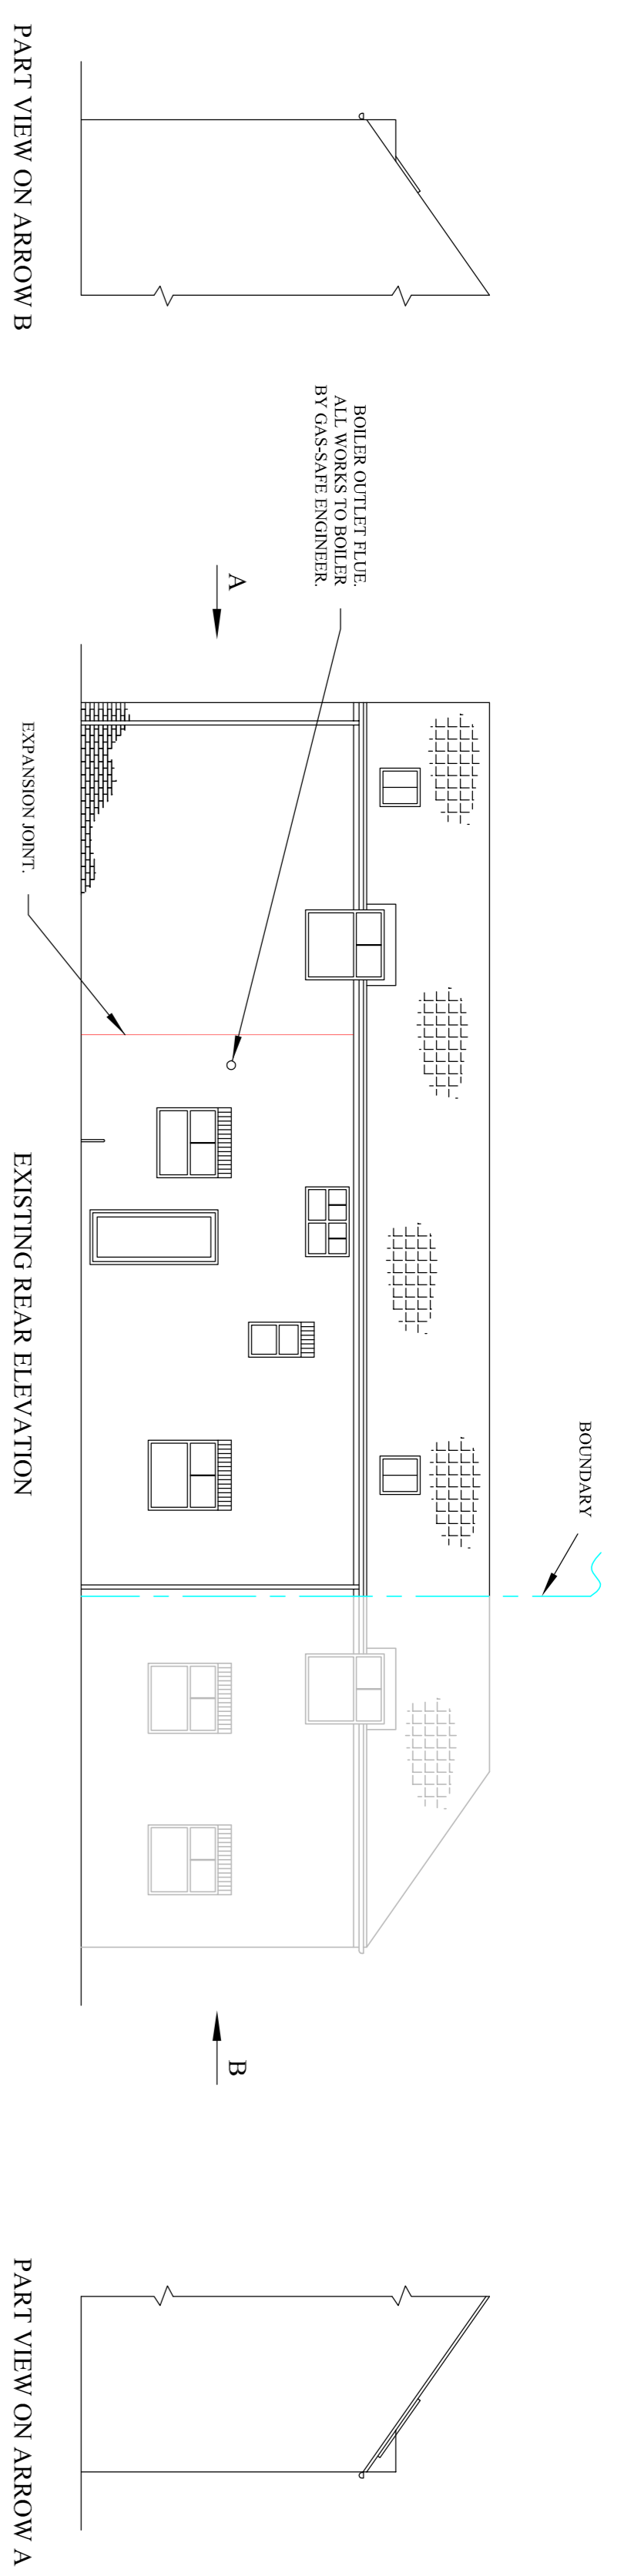 BOUNDARY
BOILER OUTLET FLUE.
ALL WORKS TO BOILER
BY GAS-SAFE ENGINEER.
A
B
EXPANSION JOINT.
PART VIEW ON ARROW B
EXISTING REAR ELEVATION
PART VIEW ON ARROW A